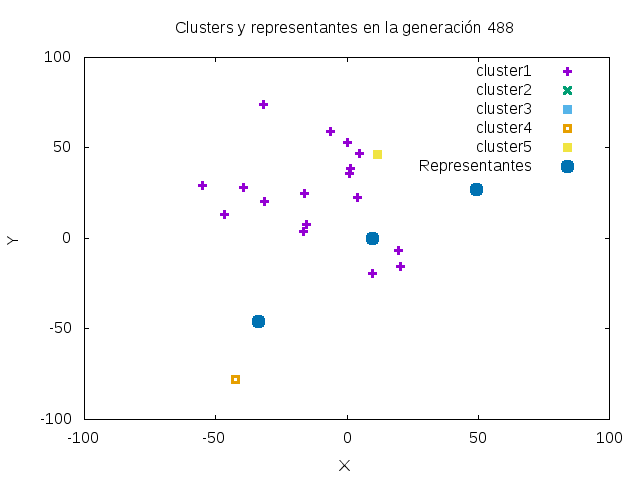 Clusters y representantes en la generación 488
100
50
0
-50
-100
-100
-50
0
50
100
X
Y
cluster1
cluster2
cluster3
cluster4
cluster5
Representantes